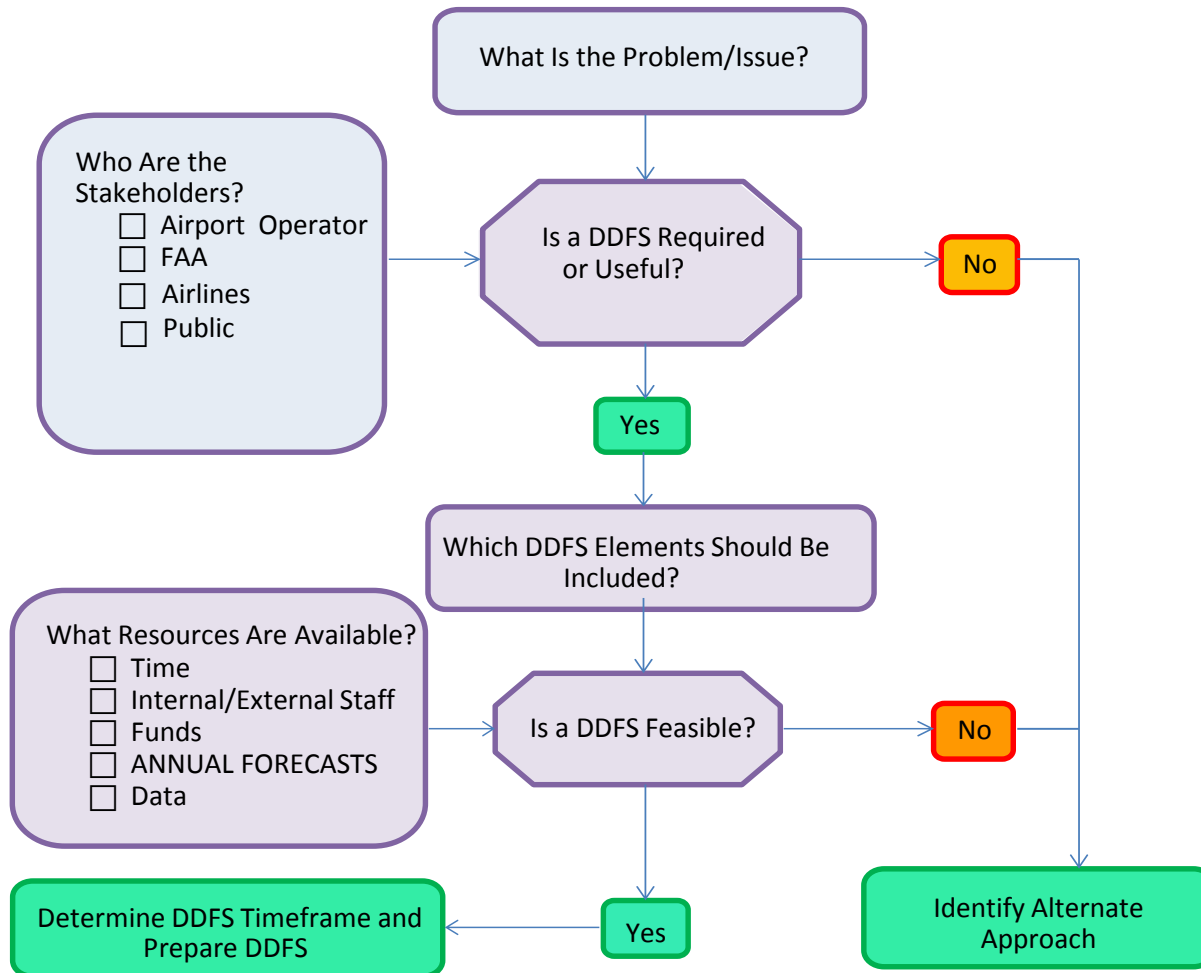 What Is the Problem/Issue?
Who Are the
Stakeholders?
Airport Operator
FAA
Airlines
Public
Is a DDFS Required
or Useful?
No
Yes
Which DDFS Elements Should Be
Included?
What Resources Are Available?
Time
Internal/External Staff
Funds
ANNUAL FORECASTS
Data
Is a DDFS Feasible?
No
Determine DDFS Timeframe and
Prepare DDFS
Yes
Identify Alternate
Approach